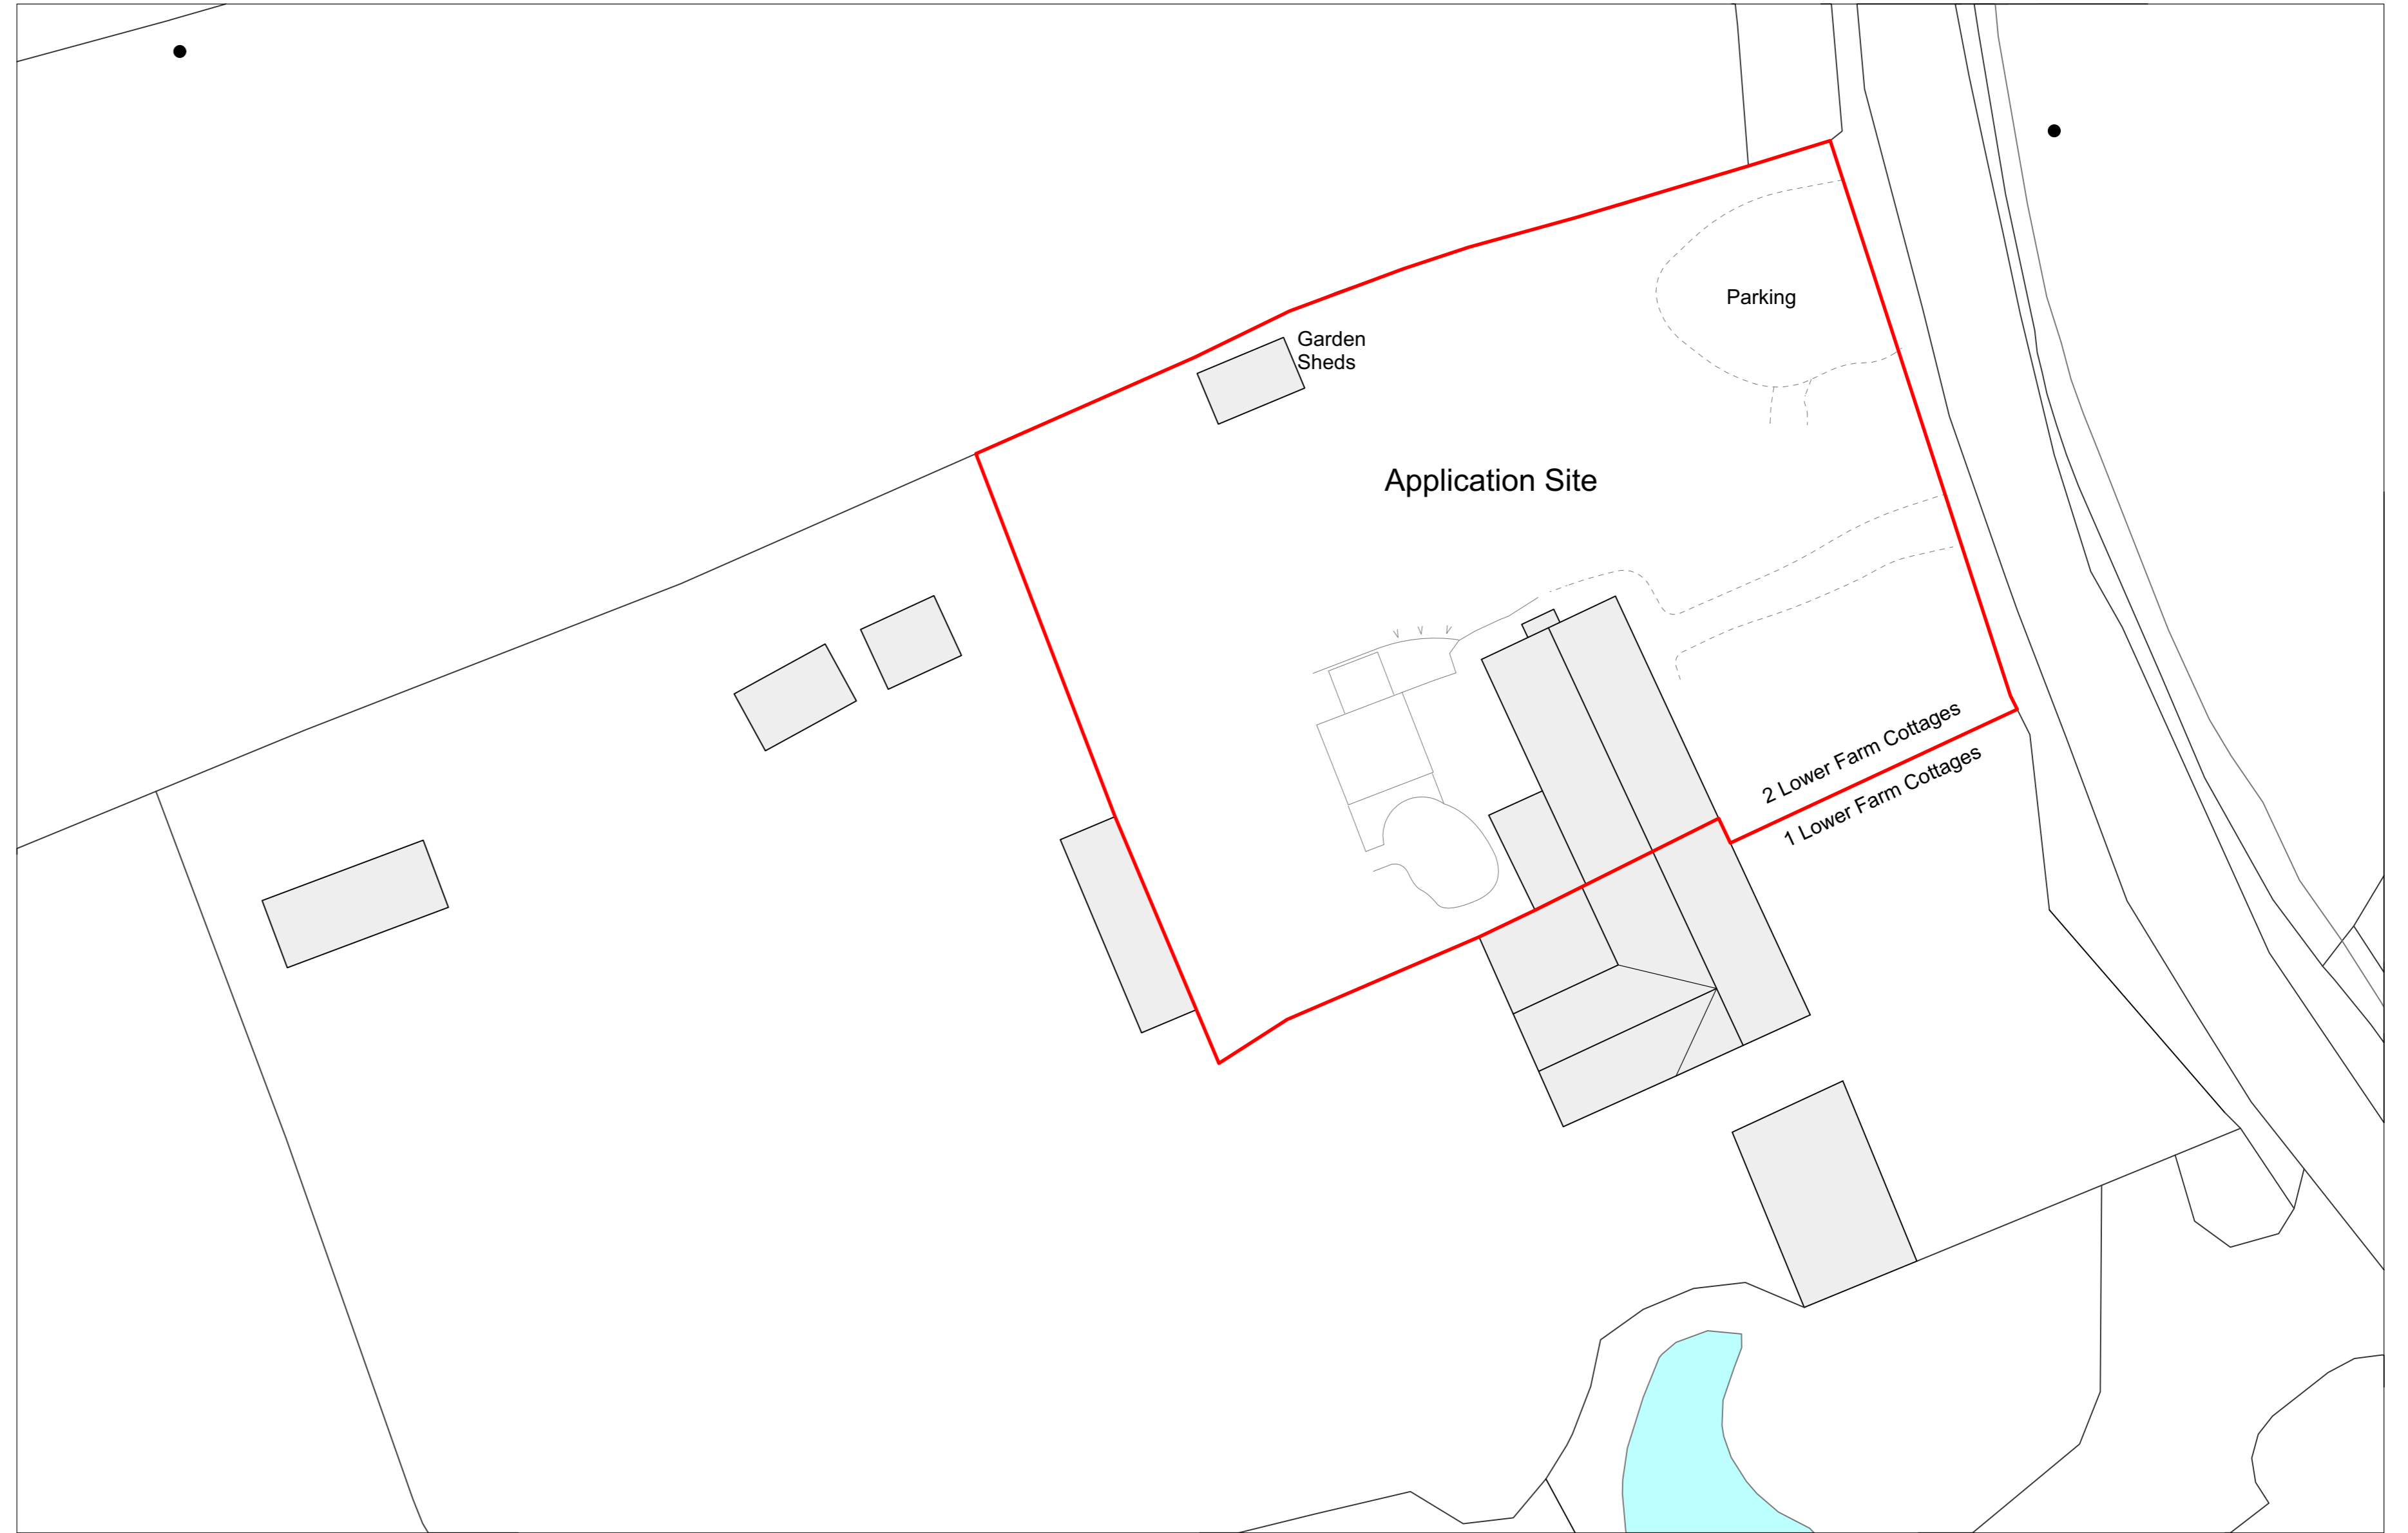 Parking
Garden
Sheds
Application Site
2 Lower Farm Cottages
1 Lower Farm Cottages